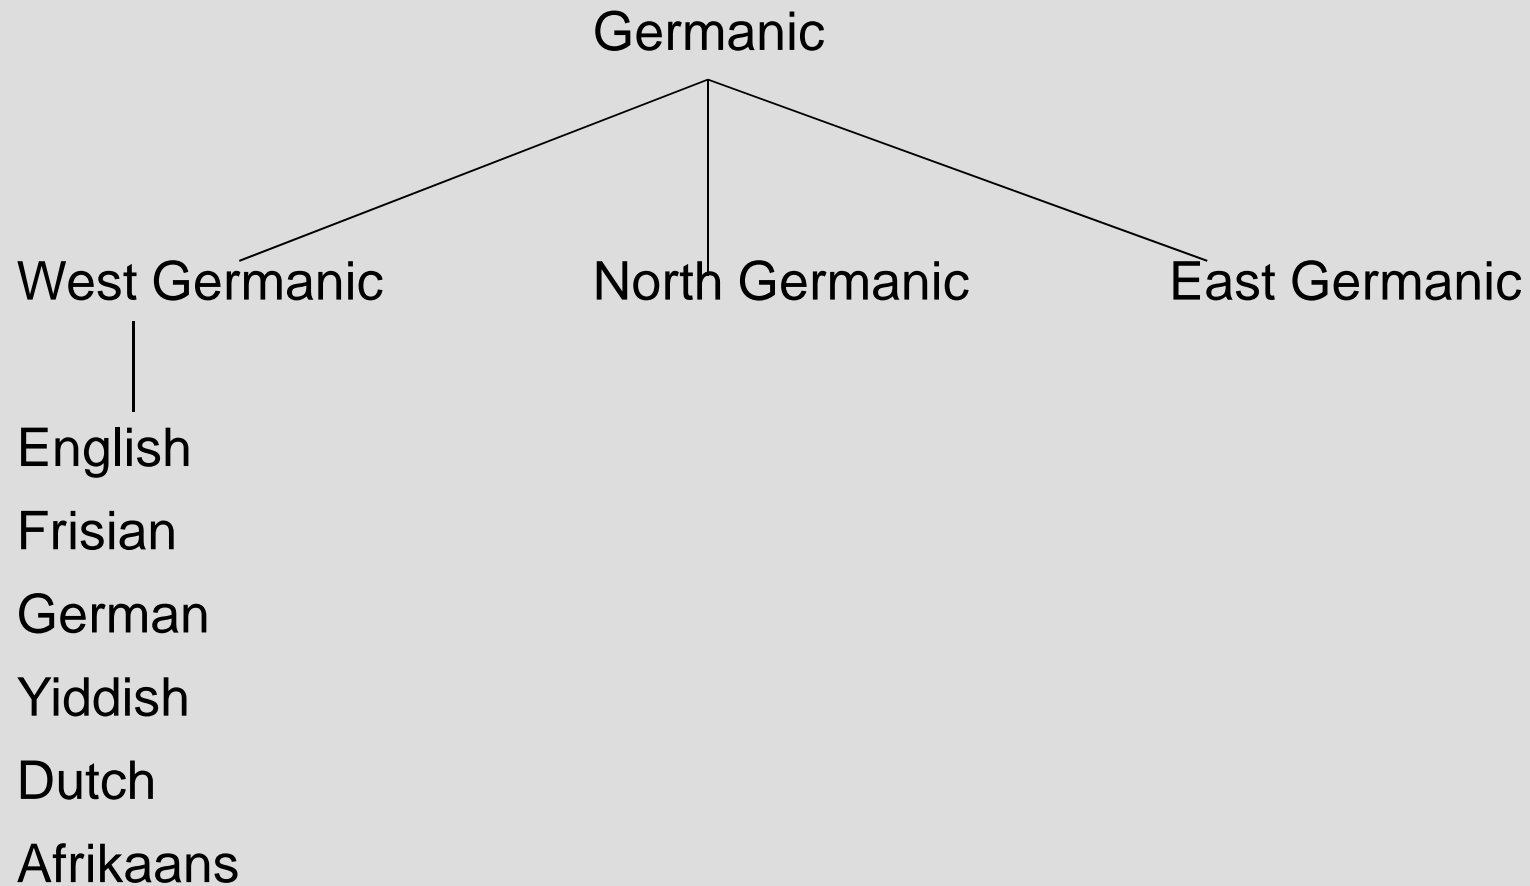 Germanic
West Germanic North Germanic East Germanic
English
Frisian
German
Yiddish
Dutch
Afrikaans